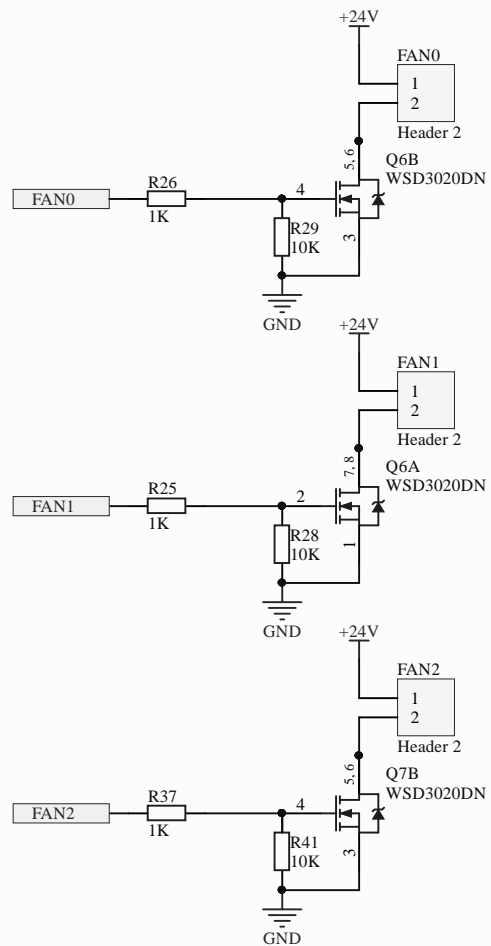 +24V
FAN0
1
2
Header 2
5, 6
Q6B
WSD3020DN
FAN0
R26
1K
4
R29
10K
3
GND
+24V
FAN1
1
2
Header 2
7, 8
Q6A
WSD3020DN
FAN1
R25
1K
2
R28
10K
1
GND
+24V
FAN2
1
2
Header 2
5, 6
Q7B
WSD3020DN
FAN2
R37
1K
4
R41
10K
3
GND